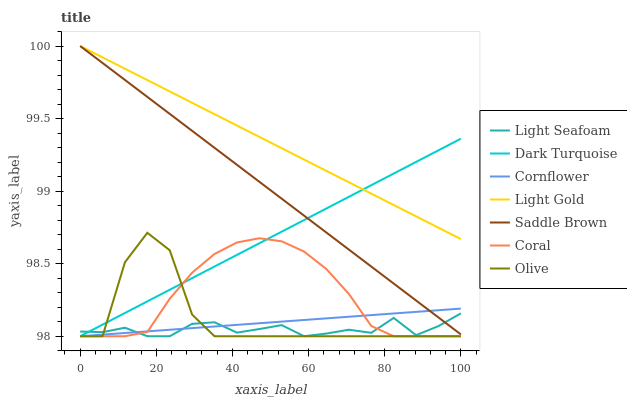 title
100
99.5
99
98.5
98
0
20
40
60
80
100
xaxis_label
yaxis_label
Light Seafoam
Dark Turquoise
Cornflower
Light Gold
Saddle Brown
Coral
Olive